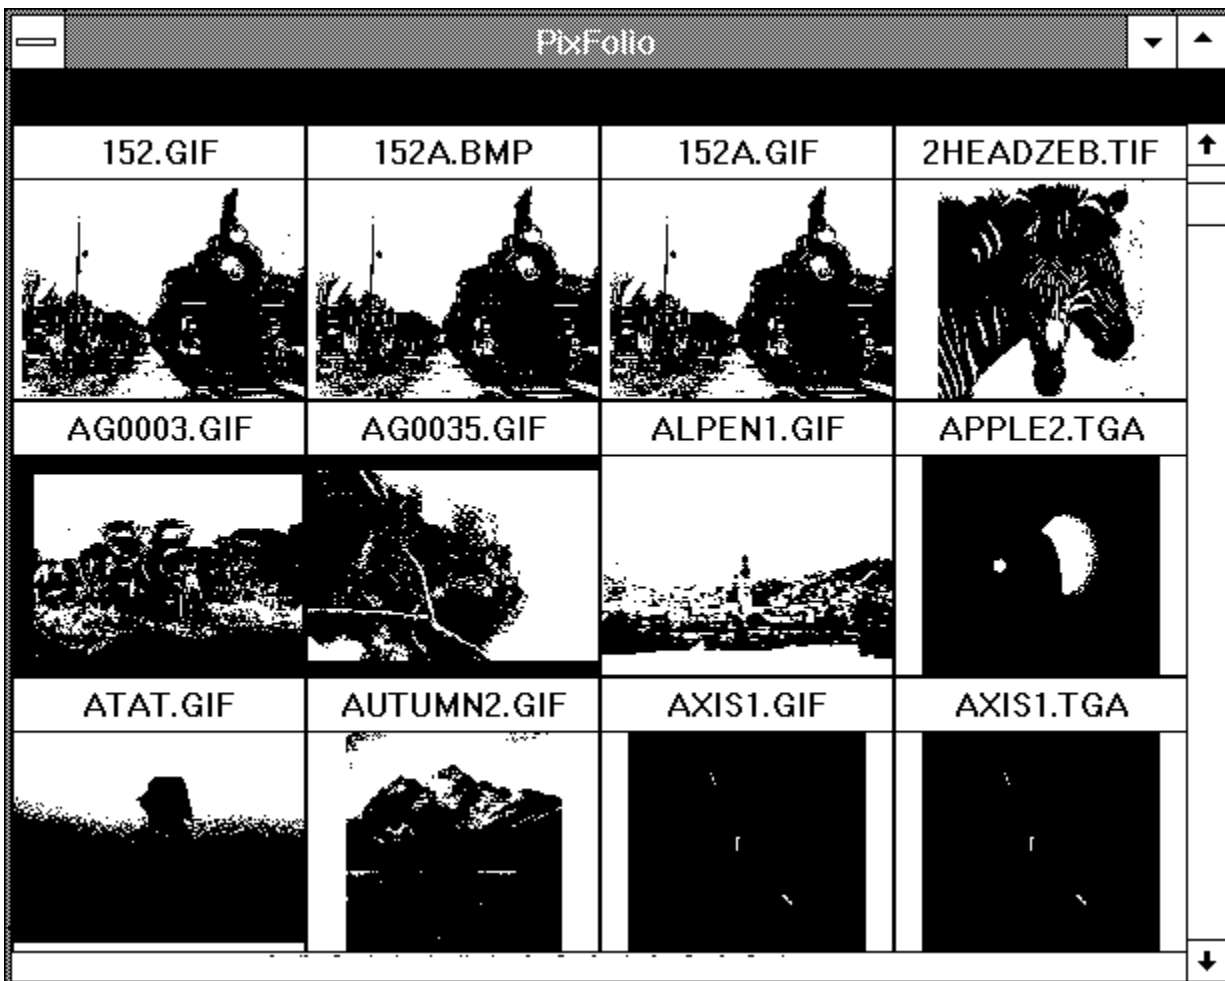 PixFolio
152.GIF 152A.BMP 152A.GIF 2HEADZEB.TIF
AG0003.GIF AG0035.GIF ALPEN1.GIF APPLE2.TGA
ATAT.GIF AUTUMN2.GIF AXIS1.GIF AXIS1.TGA